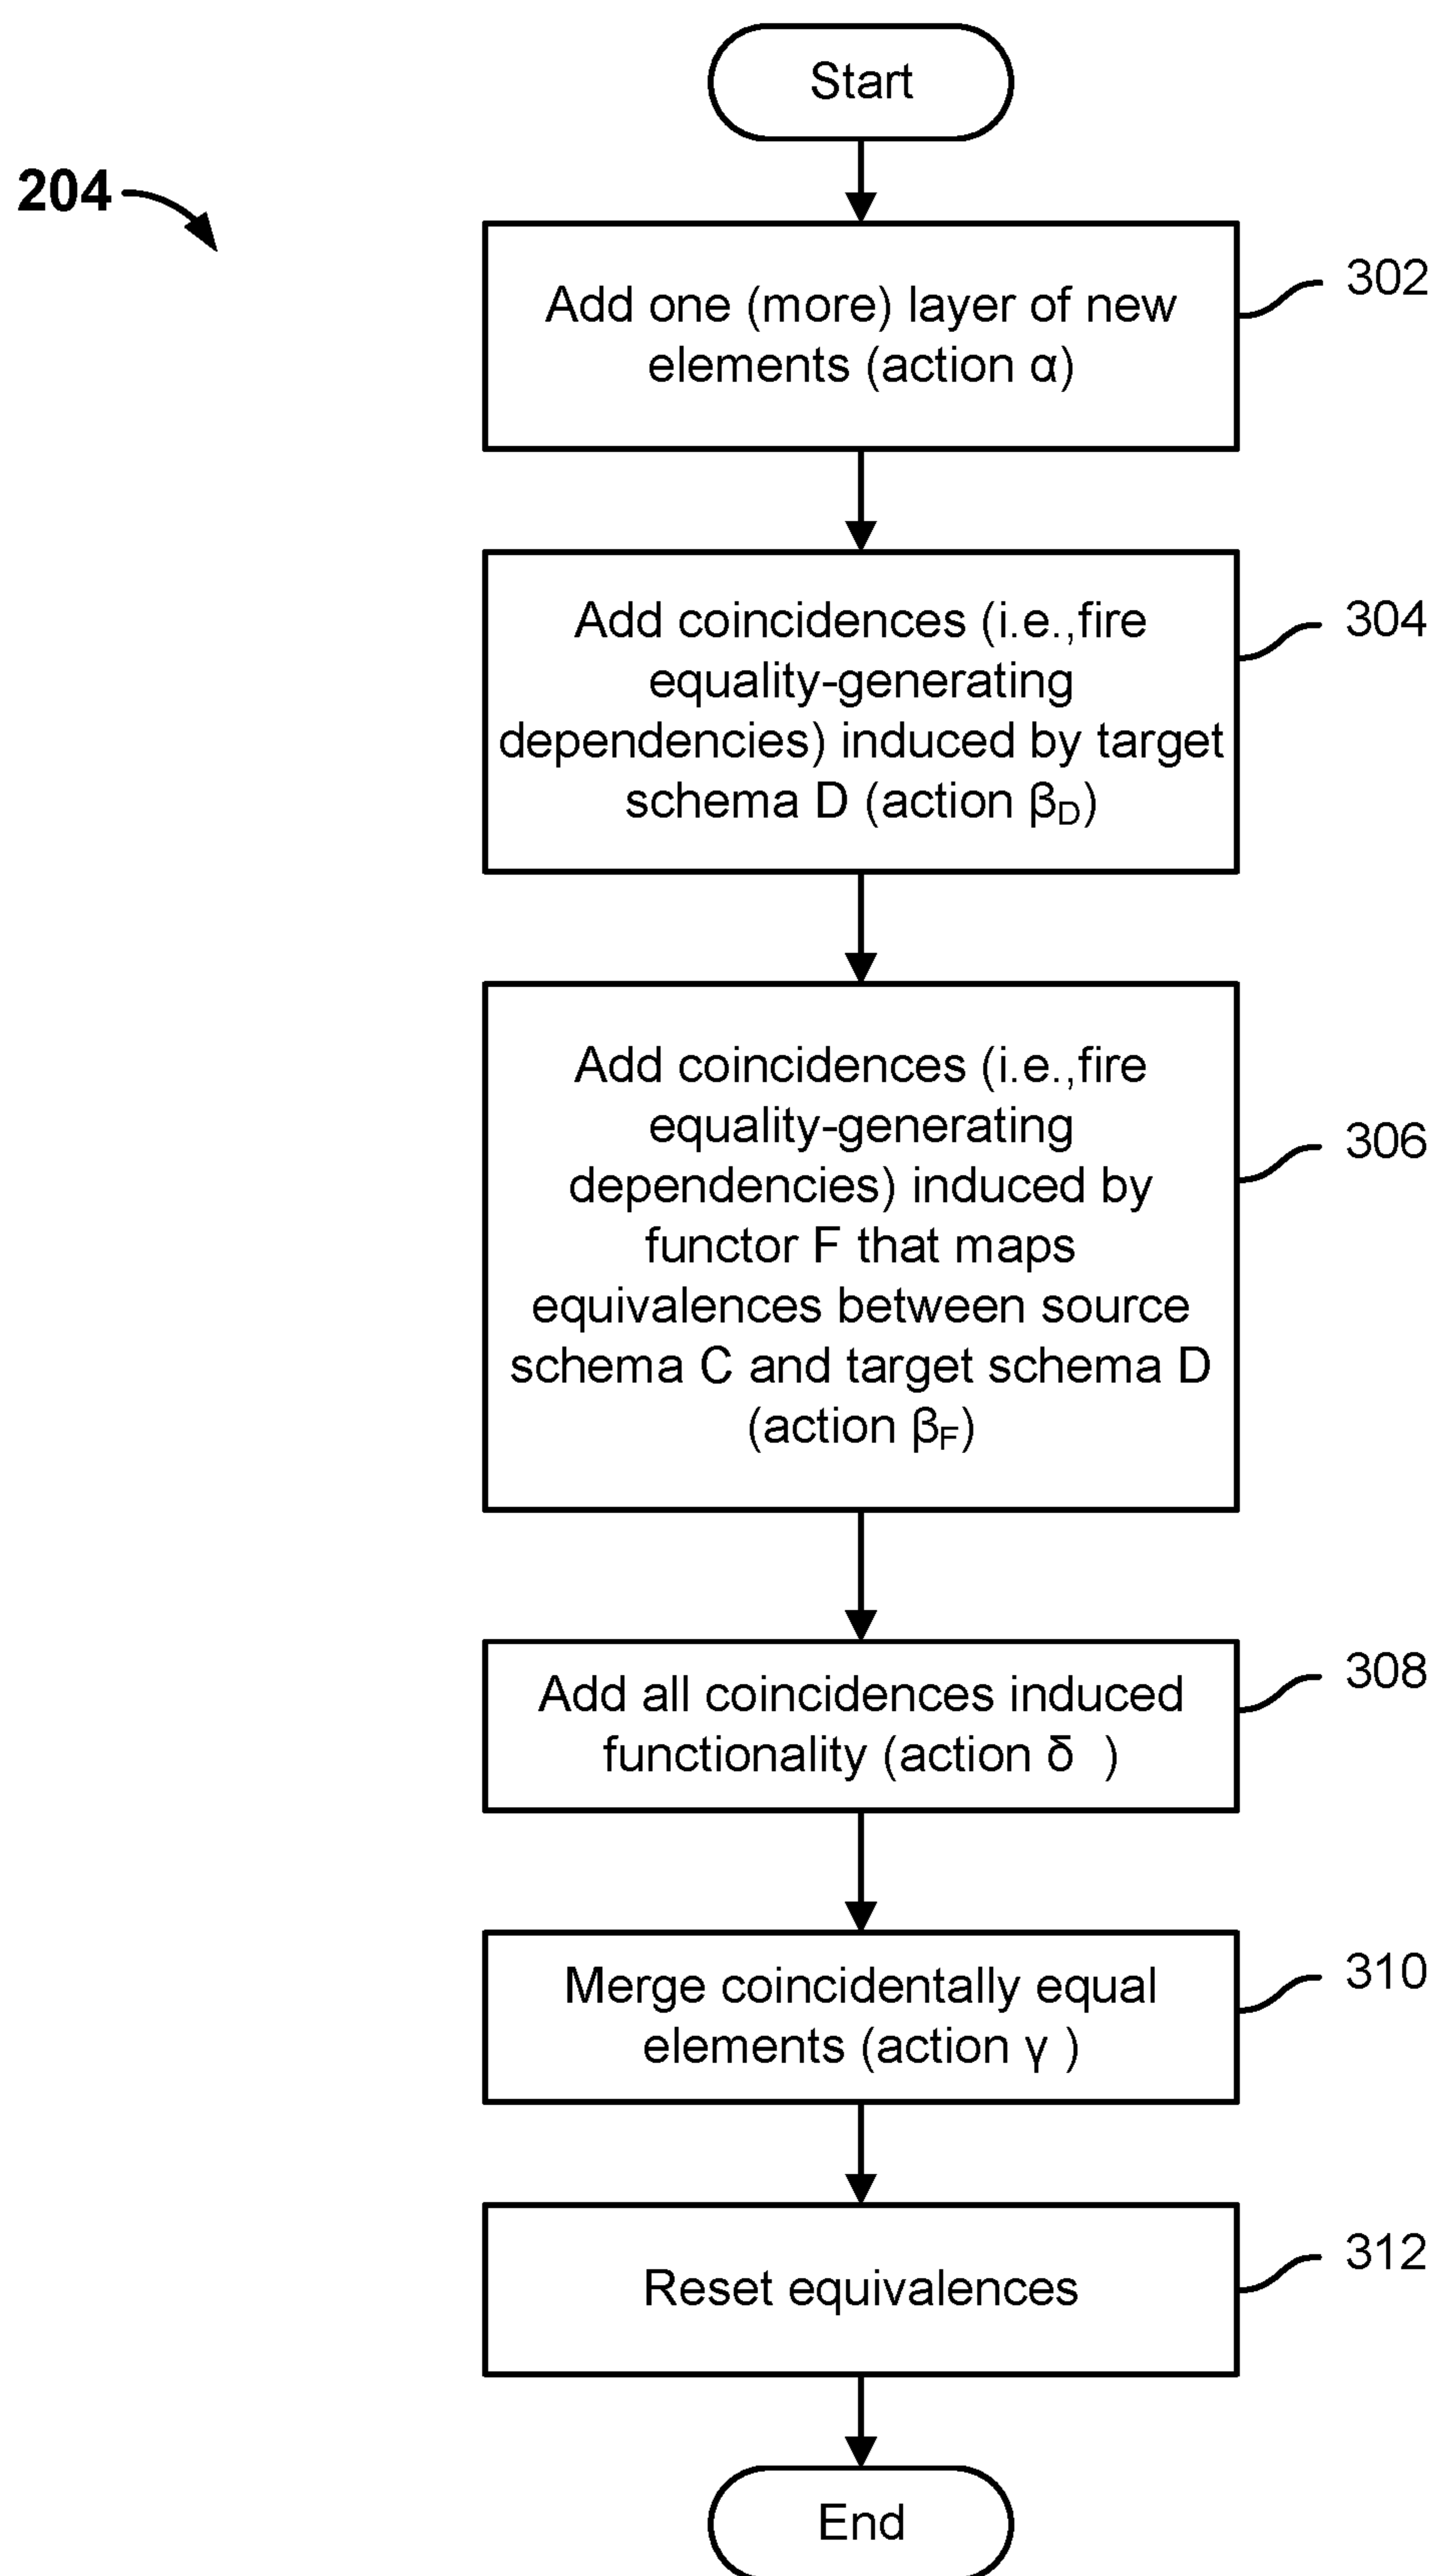 Start
204
Add one (more) layer of new
elements (action α)
302
Add coincidences (i.e.,fire
equality-generating
dependencies) induced by target
schema D (action βD)
304
Add coincidences (i.e.,fire
equality-generating
dependencies) induced by
functor F that maps
equivalences between source
schema C and target schema D
(action βF)
306
Add all coincidences induced
functionality (action δ )
308
Merge coincidentally equal
elements (action γ )
310
Reset equivalences
312
End